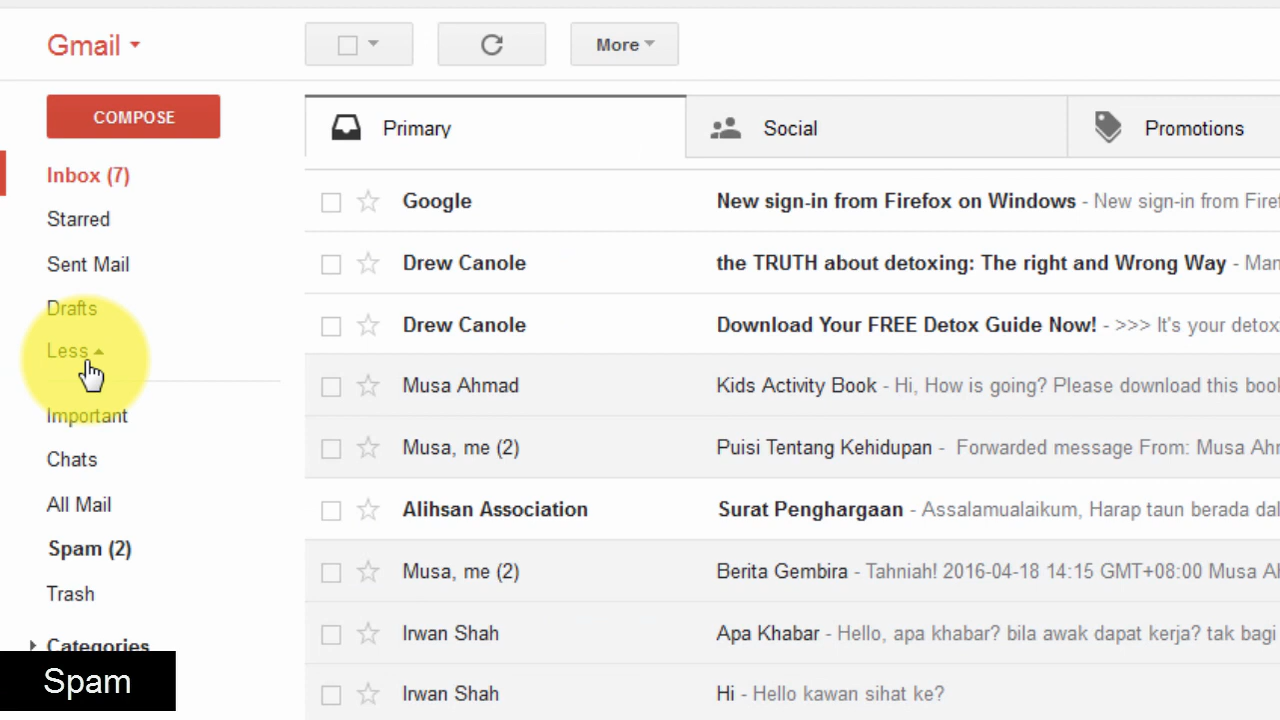 Gmail
More
COMPOSE
Primary
Social
Promotions
Inbox (7)
Starred
Sent Mail
Drafts
Less
Important
Chats
All Mail
Spam (2)
Trash
Categories
Google New sign-in from Firefox on Windows - New sign-in from Firef
Drew Canole the TRUTH about detoxing: The right and Wrong Way - Man
Drew Canole Download Your FREE Detox Guide Now! - >>> It's your detox
Musa Ahmad Kids Activity Book - Hi, How is going? Please download this book
Musa, me (2) Puisi Tentang Kehidupan - Forwarded message From: Musa Ahm
Alihsan Association Surat Penghargaan - Assalamualaikum, Harap taun berada dal
Musa, me (2) Berita Gembira - Tahniah! 2016-04-18 14:15 GMT+08:00 Musa A
Irwan Shah Apa Khabar - Hello, apa khabar? bila awak dapat kerja? tak bagi
Irwan Shah Hi - Hello kawan sihat ke?
Spam